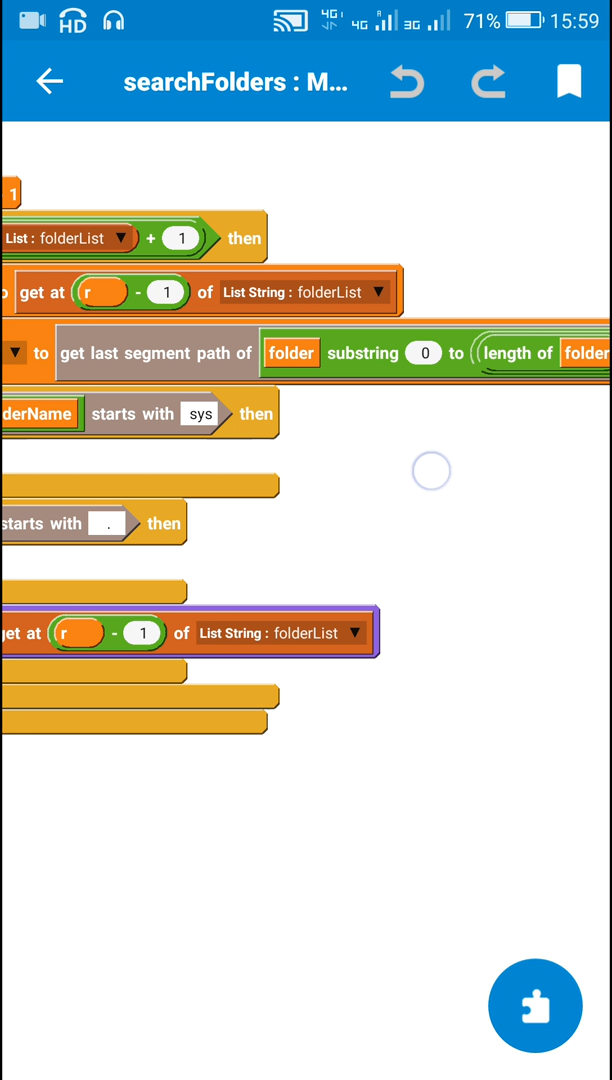 HD 4G 4G R 3G 71% 15:59
searchFolders : M...
1
List : folderList ▼ + 1 then
get at r - 1 of List String : folderList ▼
▼ to get last segment path of folder substring 0 to length of folder
derName starts with sys then
starts with . then
get at r - 1 of List String : folderList ▼